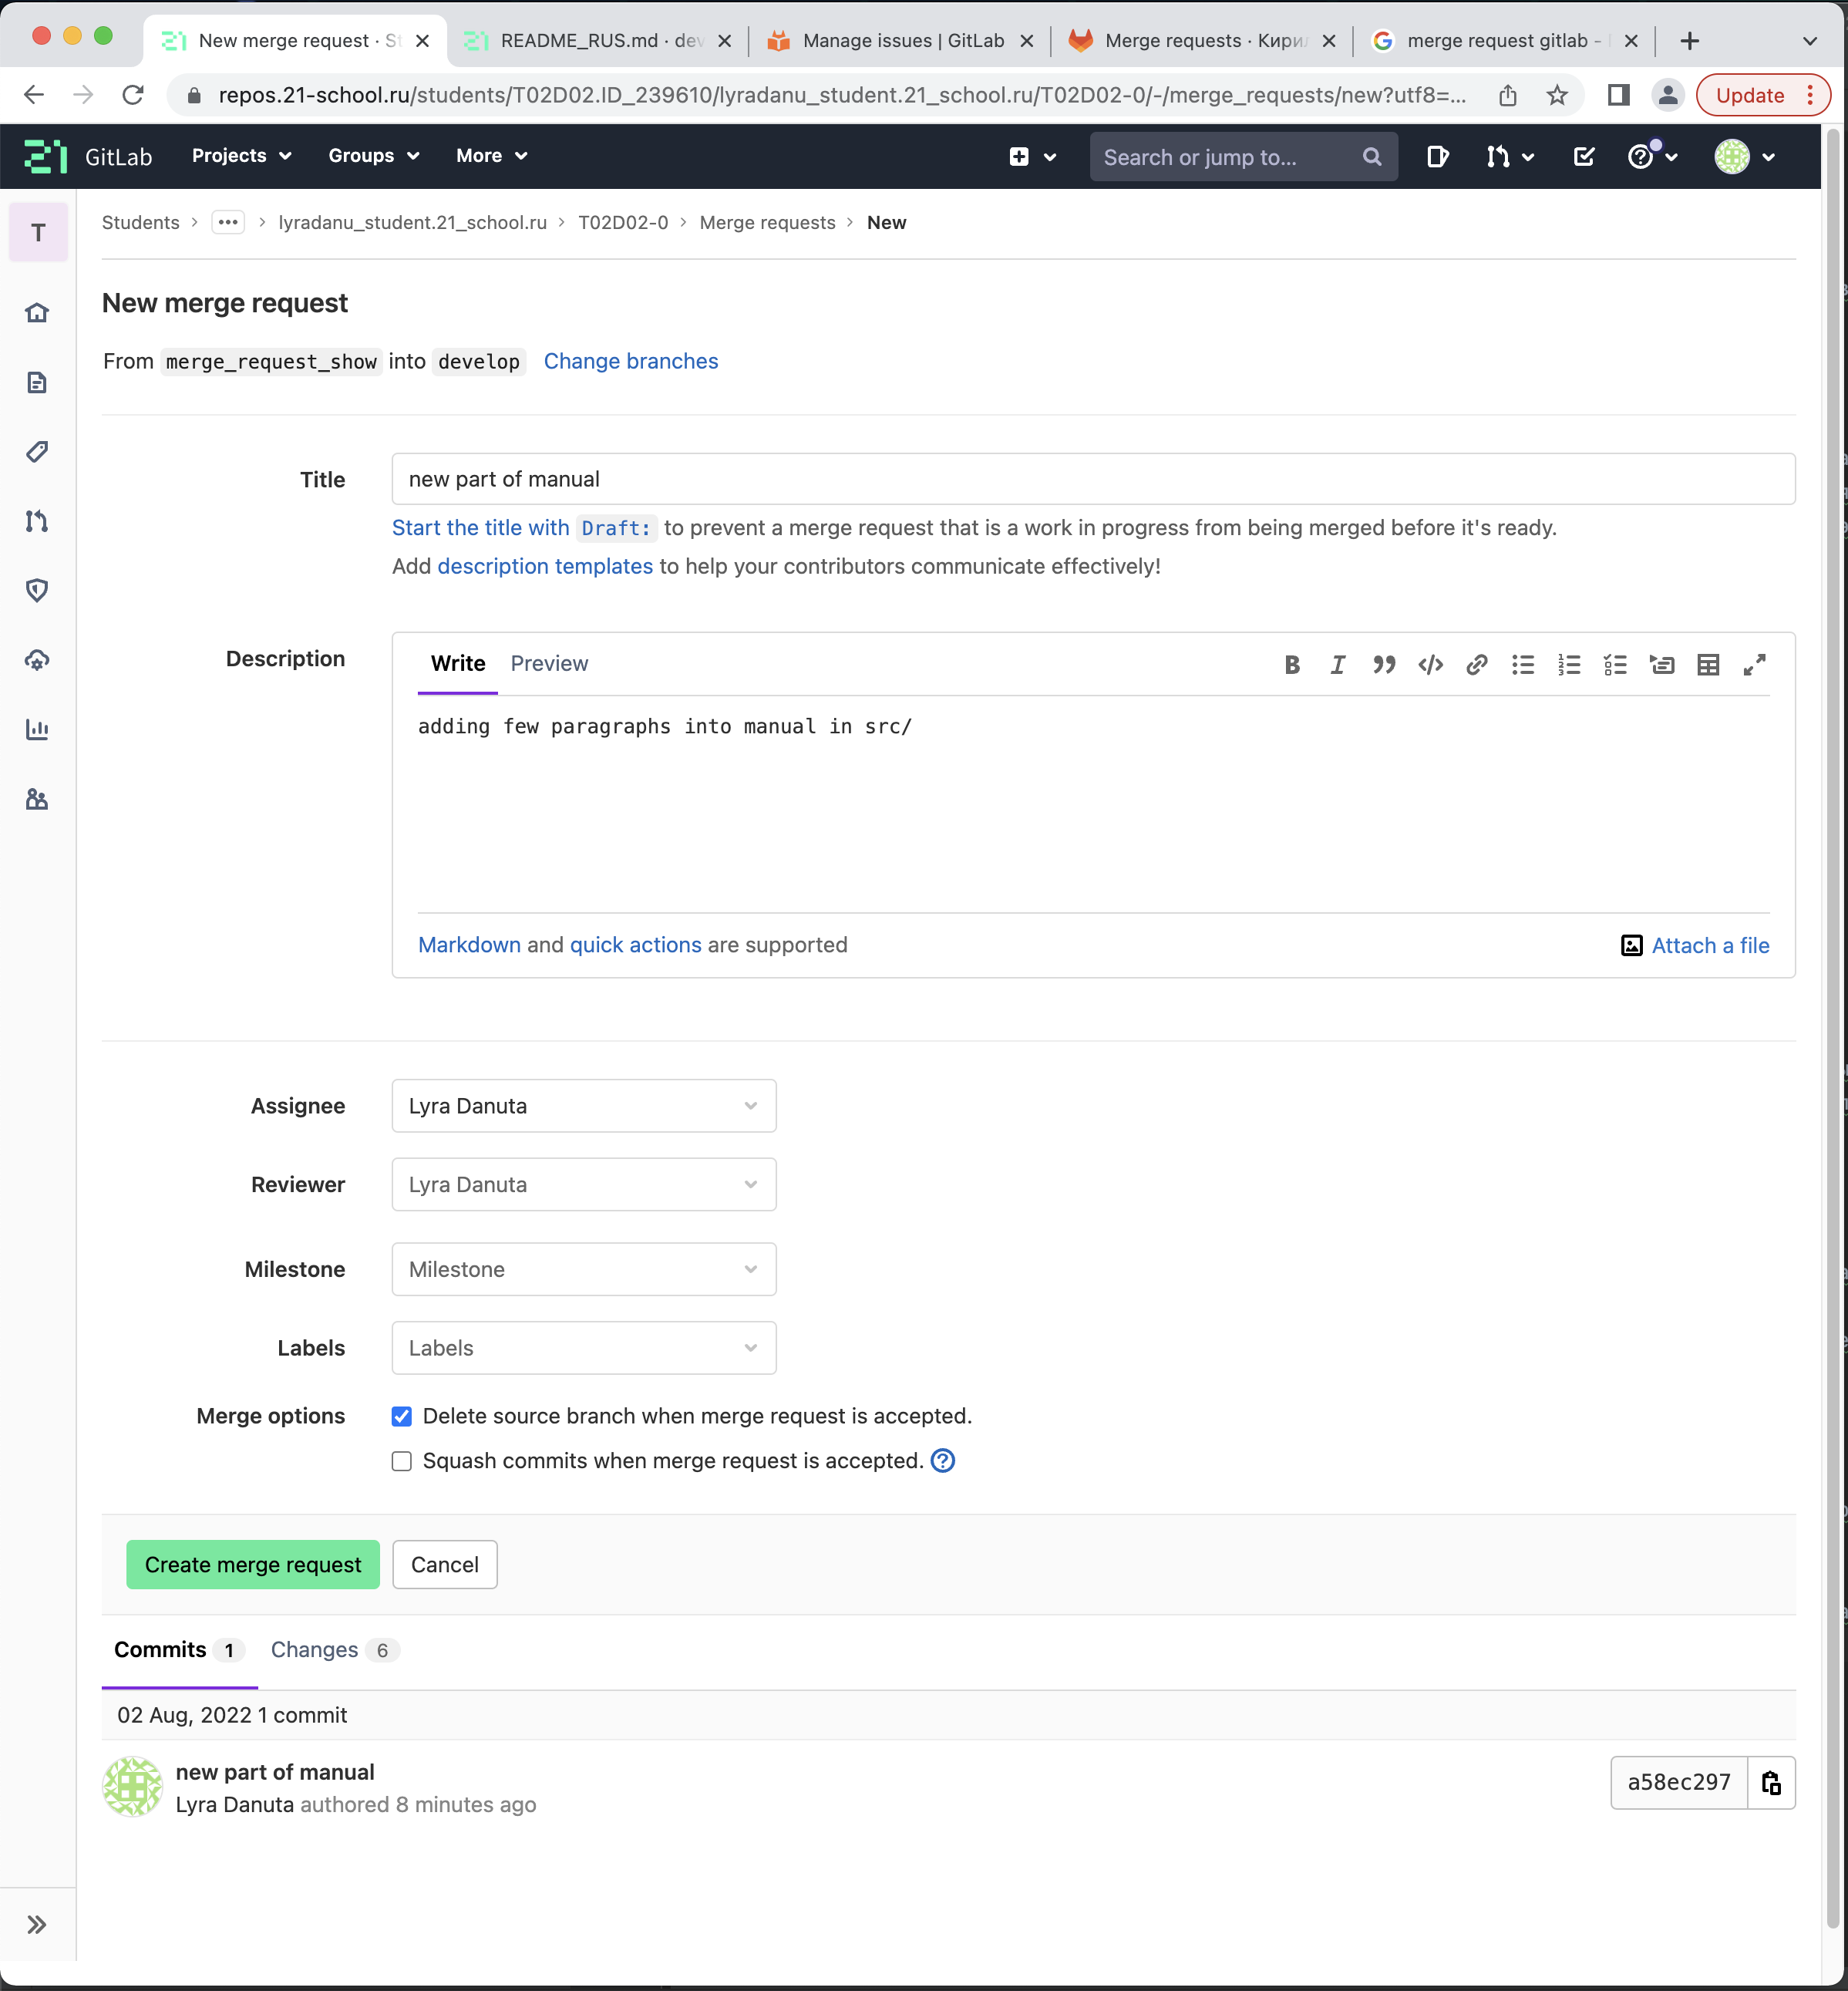 New merge request · St
README_RUS.md · dev
Manage issues | GitLab
Merge requests · Кирил
merge request gitlab -
repos.21-school.ru/students/T02D02.ID_239610/lyradanu_student.21_school.ru/T02D02-0/-/merge_requests/new?utf8=...
Update
GitLab Projects Groups More Search or jump to...
T
Students > ••• > lyradanu_student.21_school.ru > T02D02-0 > Merge requests > New
New merge request
From merge_request_show into develop Change branches
Title new part of manual
Start the title with Draft: to prevent a merge request that is a work in progress from being merged before it's ready.
Add description templates to help your contributors communicate effectively!
Description Write Preview
adding few paragraphs into manual in src/
Markdown and quick actions are supported Attach a file
Assignee Lyra Danuta
Reviewer Lyra Danuta
Milestone Milestone
Labels Labels
Merge options Delete source branch when merge request is accepted.
Squash commits when merge request is accepted.
Create merge request Cancel
Commits 1 Changes 6
02 Aug, 2022 1 commit
new part of manual
Lyra Danuta authored 8 minutes ago
a58ec297